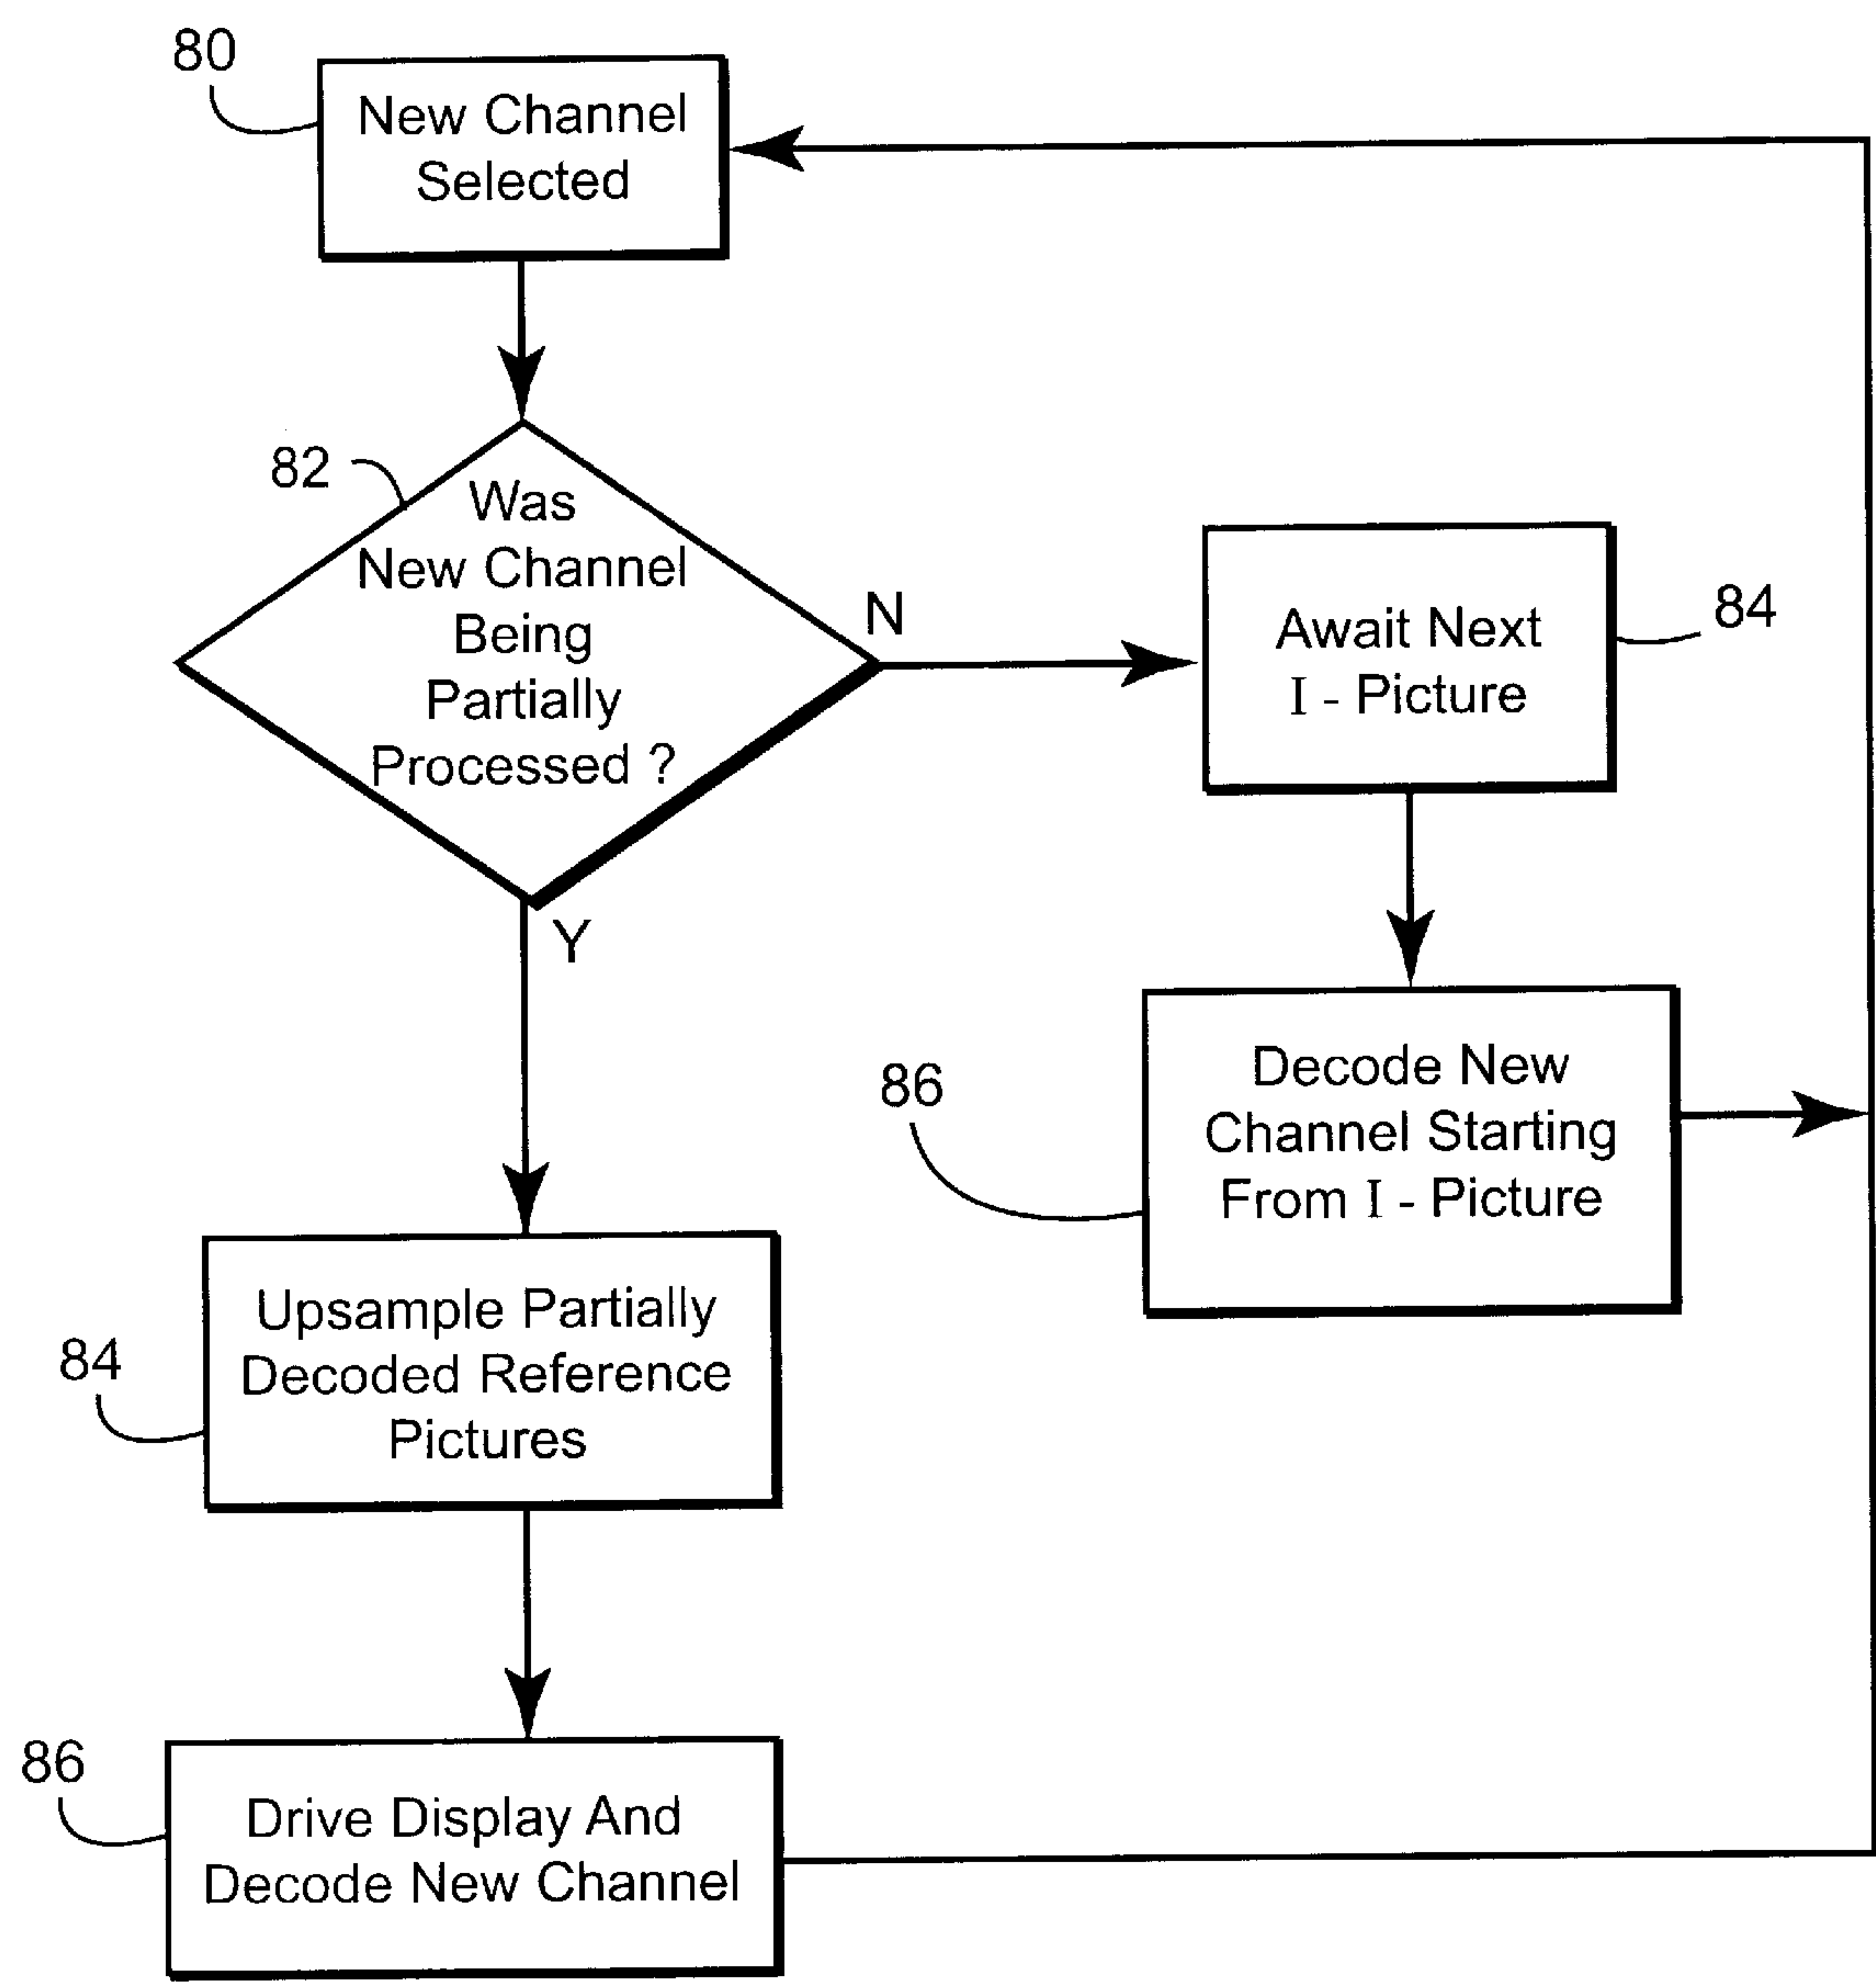 80
New Channel
Selected
82
Was
New Channel
Being
Partially
Processed ?
N
Y
Await Next
I - Picture
84
86
Decode New
Channel Starting
From I - Picture
84
Upsample Partially
Decoded Reference
Pictures
86
Drive Display And
Decode New Channel